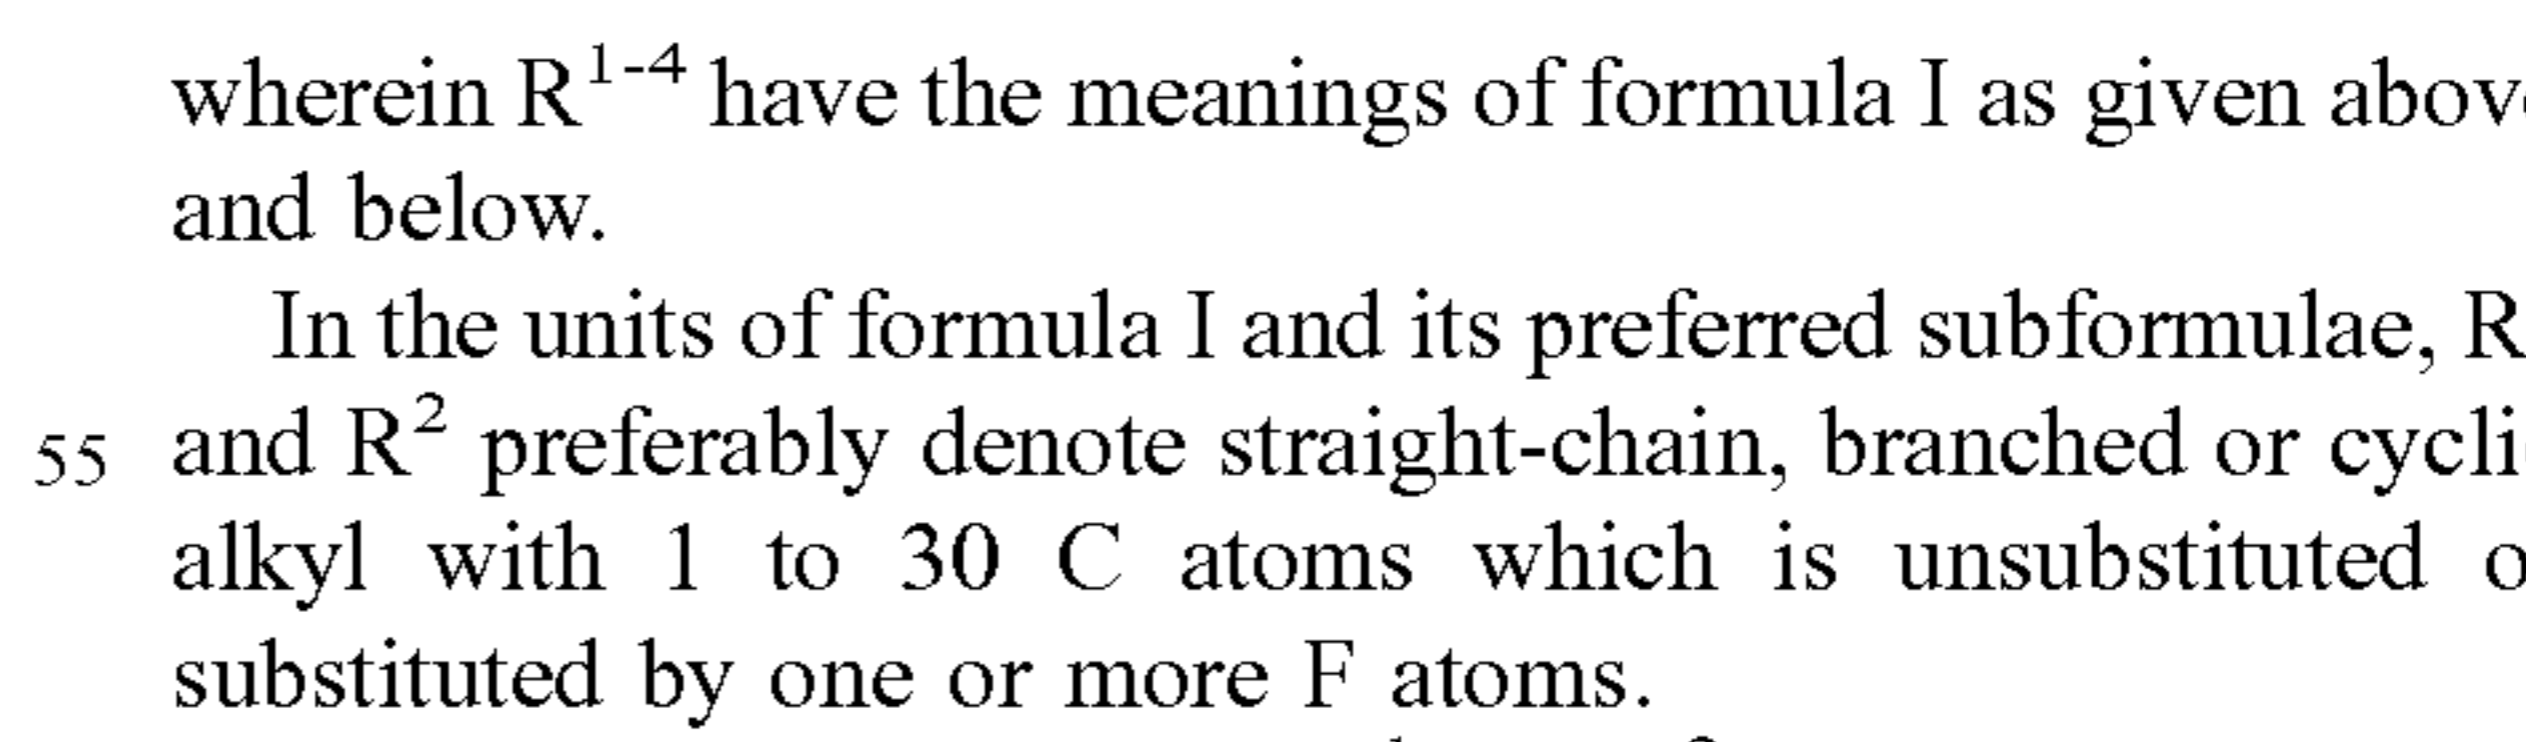 wherein R¹⁻⁴ have the meanings of formula I as given above
and below.
In the units of formula I and its preferred subformulae, R
55 and R² preferably denote straight-chain, branched or cyclic
alkyl with 1 to 30 C atoms which is unsubstituted
substituted by one or more F atoms.